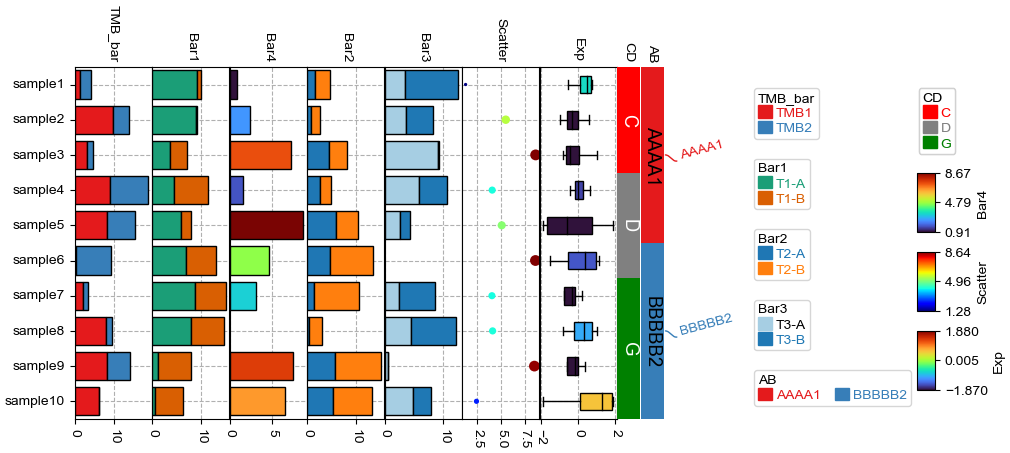 TMB_bar Bar1 Bar4 Bar2 Bar3 Scatter Exp CD AB
sample1
sample2
sample3
sample4
sample5
sample6
sample7
sample8
sample9
sample10
0 10 0 10 0 5 0 10 0 10 2.5 5.0 7.5 −2 0 2
C
D
G
AAAA1
BBBBB2
AAAA1
BBBBB2
TMB_bar
TMB1
TMB2
Bar1
T1-A
T1-B
Bar2
T2-A
T2-B
Bar3
T3-A
T3-B
AB
AAAA1 BBBBB2
CD
C
D
G
8.67
4.79
0.91
Bar4
8.64
4.96
1.28
Scatter
1.880
0.005
−1.870
Exp